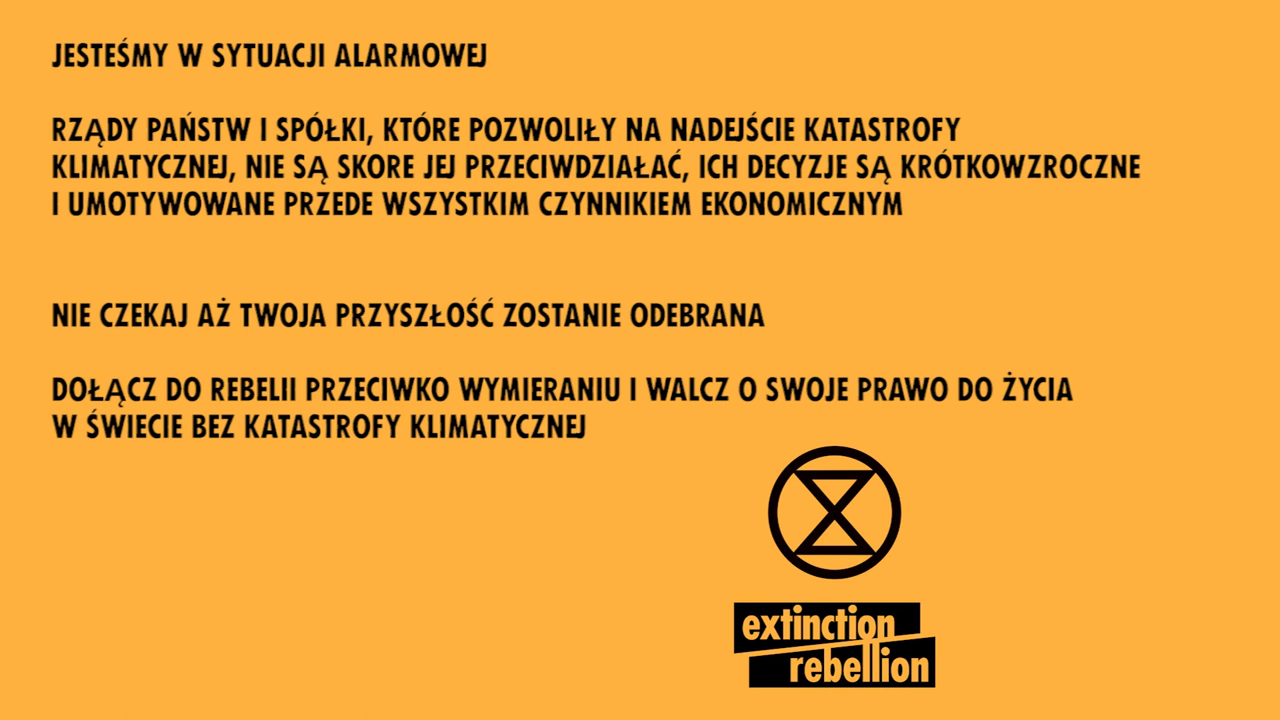 JESTEŚMY W SYTUACJI ALARMOWEJ
RZĄDY PAŃSTW I SPÓŁKI, KTÓRE POZWOLIŁY NA NADEJŚCIE KATASTROFY
KLIMATYCZNEJ, NIE SĄ SKORE JEJ PRZECIWDZIAŁAĆ, ICH DECYZJE SĄ KRÓTKOWZROCZNE
I UMOTYWOWANE PRZEDE WSZYSTKIM CZYNNIKIEM EKONOMICZNYM
NIE CZEKAJ AŻ TWOJA PRZYSZŁOŚĆ ZOSTANIE ODEBRANA
DOŁĄCZ DO REBELII PRZECIWKO WYMIERANIU I WALCZ O SWOJE PRAWO DO ŻYCIA
W ŚWIECIE BEZ KATASTROFY KLIMATYCZNEJ
extinction
rebellion